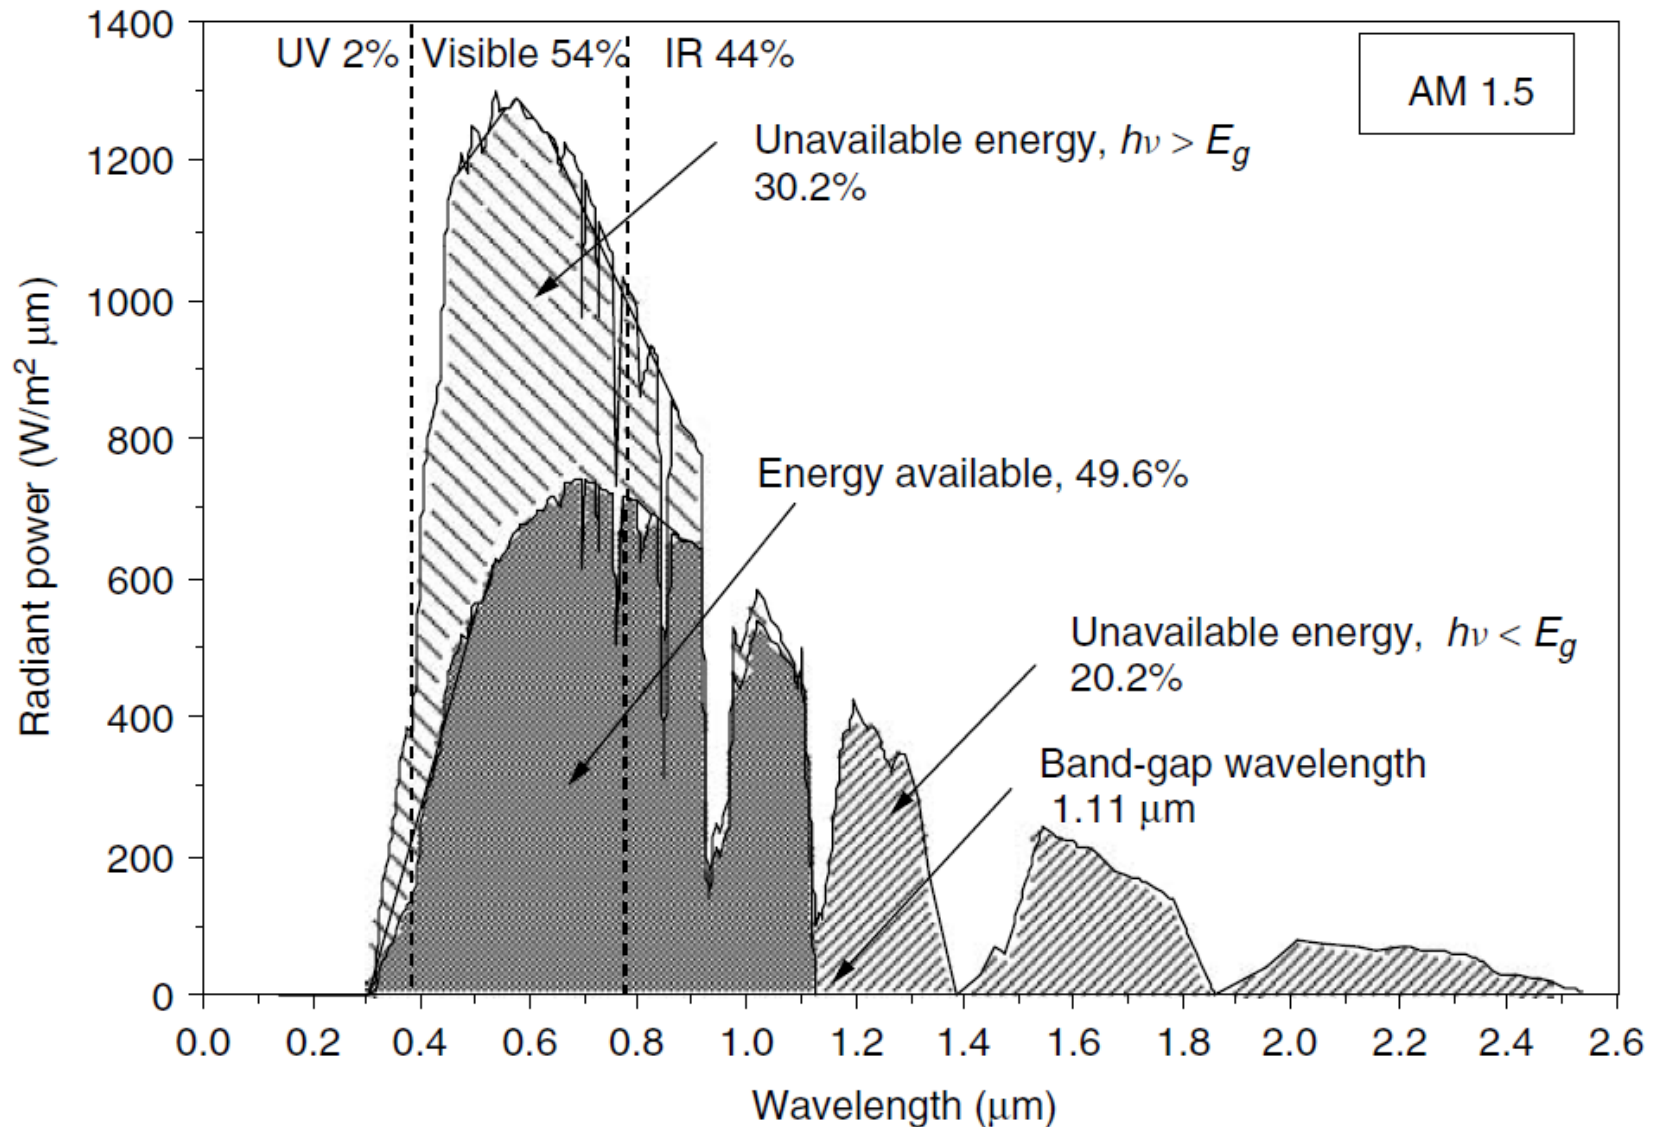 1400
UV 2%
Visible 54%
IR 44%
AM 1.5
1200
Unavailable energy, hν > E_g
30.2%
1000
800
Energy available, 49.6%
600
Unavailable energy, hν < E_g
20.2%
400
Band-gap wavelength
1.11 μm
200
0
Radiant power (W/m² μm)
0.0 0.2 0.4 0.6 0.8 1.0 1.2 1.4 1.6 1.8 2.0 2.2 2.4 2.6
Wavelength (μm)